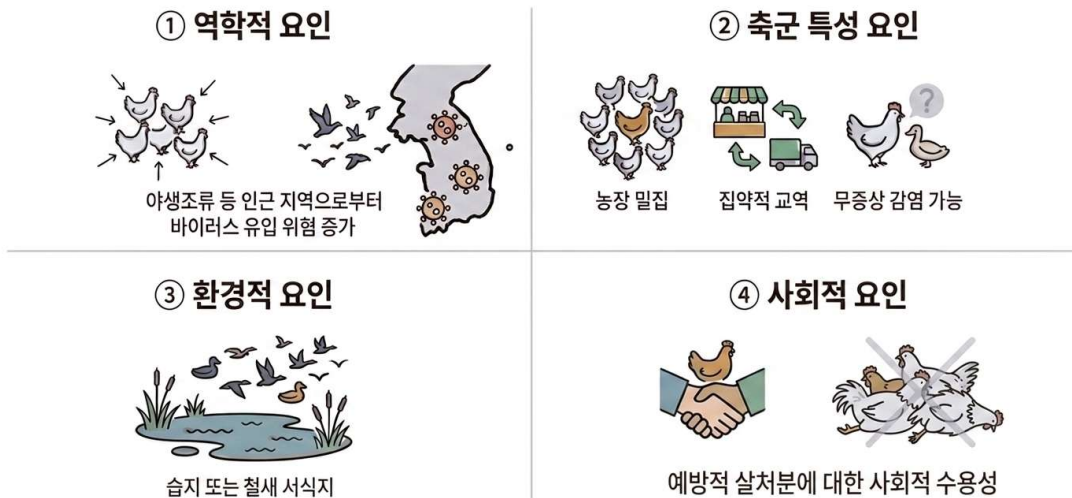 ① 역학적 요인
야생조류 등 인근 지역으로부터
바이러스 유입 위험 증가
② 축군 특성 요인
농장 밀집
집약적 교역
무증상 감염 가능
?
③ 환경적 요인
습지 또는 철새 서식지
④ 사회적 요인
예방적 살처분에 대한 사회적 수용성